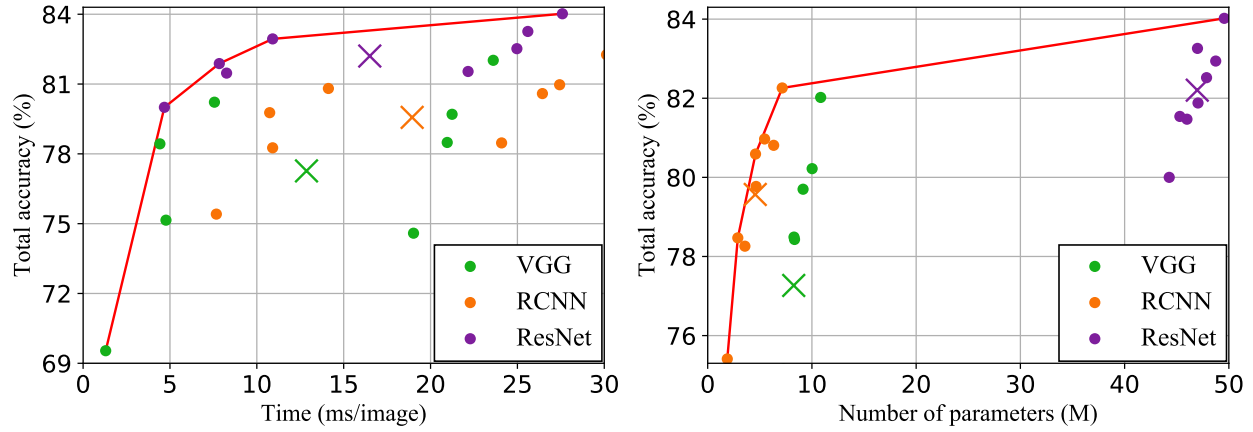 Total accuracy (%)
84
81
78
75
72
69
0 5 10 15 20 25 30
Time (ms/image)
VGG
RCNN
ResNet
Total accuracy (%)
84
82
80
78
76
0 10 20 30 40 50
Number of parameters (M)
VGG
RCNN
ResNet